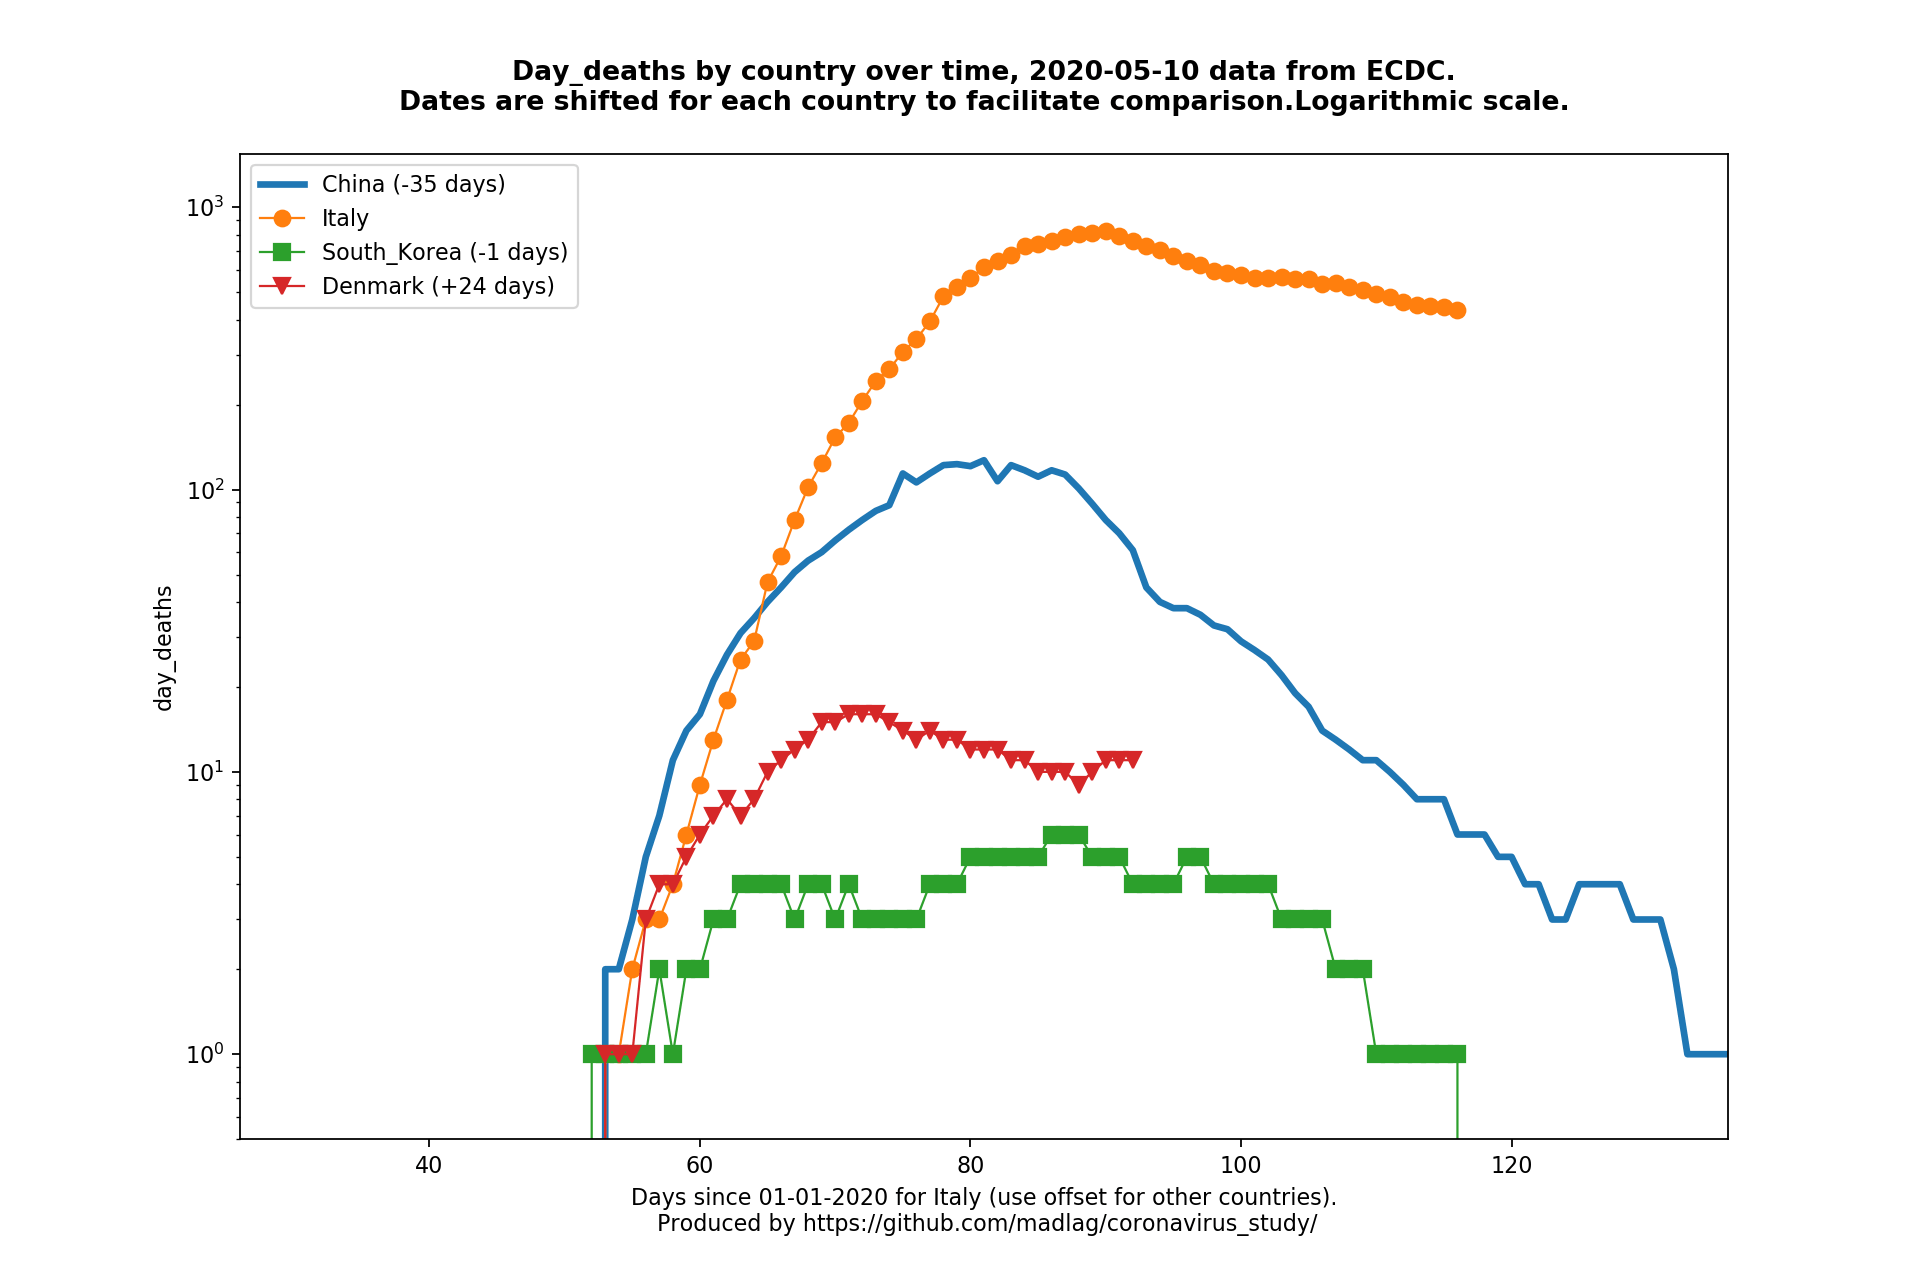 Day_deaths by country over time, 2020-05-10 data from ECDC.
Dates are shifted for each country to facilitate comparison.Logarithmic scale.
China (-35 days)
Italy
South_Korea (-1 days)
Denmark (+24 days)
10³
10²
10¹
10⁰
day_deaths
40 60 80 100 120
Days since 01-01-2020 for Italy (use offset for other countries).
Produced by https://github.com/madlag/coronavirus_study/